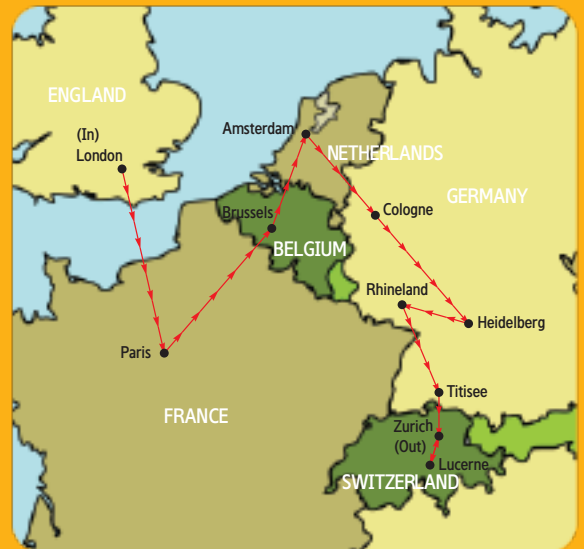 ENGLAND
(In)
London
Amsterdam
NETHERLANDS
GERMANY
Brussels
Cologne
BELGIUM
Rhineland
Heidelberg
Paris
Titisee
FRANCE
Zurich
(Out)
Lucerne
SWITZERLAND